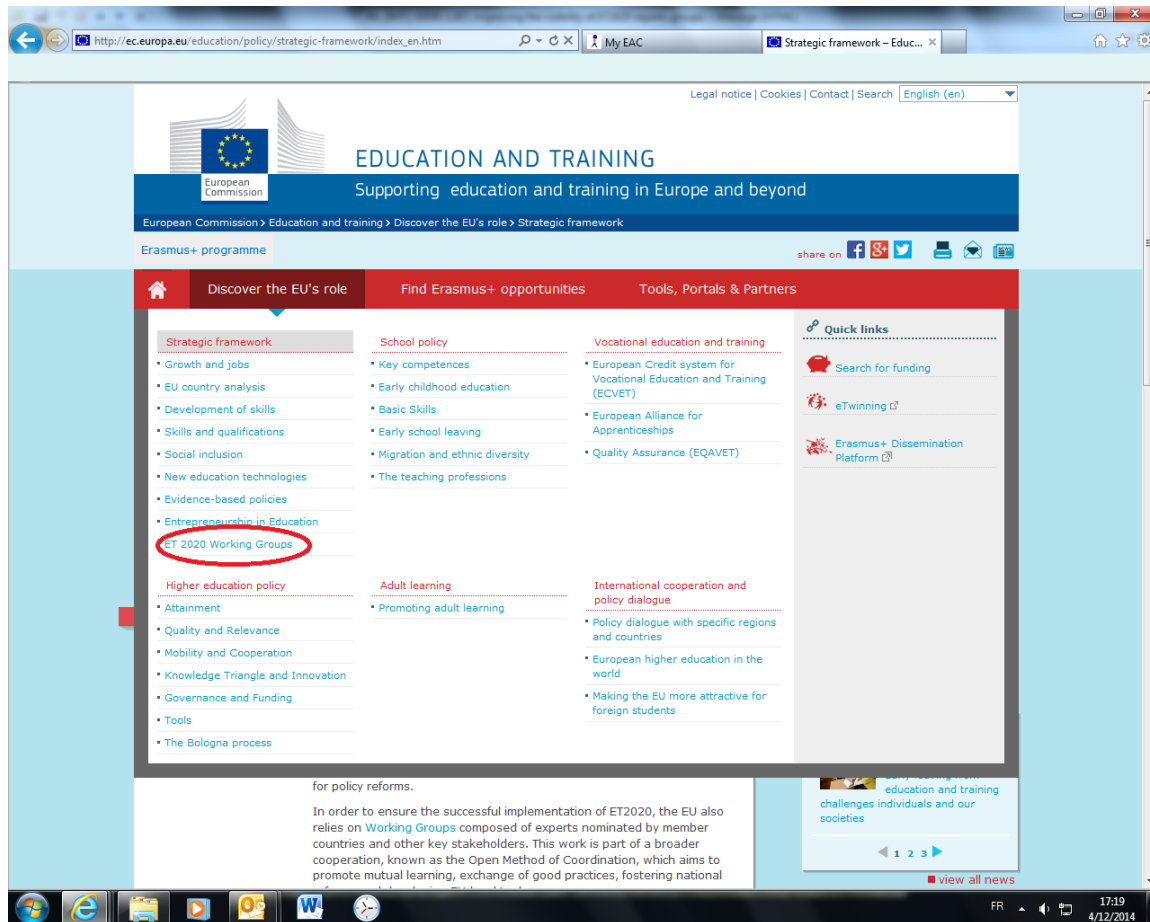 http://ec.europa.eu/education/policy/strategic-framework/index_en.htm
My EAC
Strategic framework – Educ...
Legal notice | Cookies | Contact | Search English (en)
European
Commission
EDUCATION AND TRAINING
Supporting education and training in Europe and beyond
European Commission > Education and training > Discover the EU's role > Strategic framework
Erasmus+ programme
share on
Discover the EU's role
Find Erasmus+ opportunities
Tools, Portals & Partners
Strategic framework
Growth and jobs
EU country analysis
Development of skills
Skills and qualifications
Social inclusion
New education technologies
Evidence-based policies
Entrepreneurship in Education
ET 2020 Working Groups
School policy
Key competences
Early childhood education
Basic Skills
Early school leaving
Migration and ethnic diversity
The teaching professions
Vocational education and training
European Credit system for
Vocational Education and Training
(ECVET)
European Alliance for
Apprenticeships
Quality Assurance (EQAVET)
Quick links
Search for funding
eTwinning
Erasmus+ Dissemination
Platform
Higher education policy
Attainment
Quality and Relevance
Mobility and Cooperation
Knowledge Triangle and Innovation
Governance and Funding
Tools
The Bologna process
Adult learning
Promoting adult learning
International cooperation and
policy dialogue
Policy dialogue with specific regions
and countries
European higher education in the
world
Making the EU more attractive for
foreign students
for policy reforms.
In order to ensure the successful implementation of ET2020, the EU also
relies on Working Groups composed of experts nominated by member
countries and other key stakeholders. This work is part of a broader
cooperation, known as the Open Method of Coordination, which aims to
promote mutual learning, exchange of good practices, fostering national
education and training
challenges individuals and our
societies
1 2 3
view all news
FR
17:19
4/12/2014